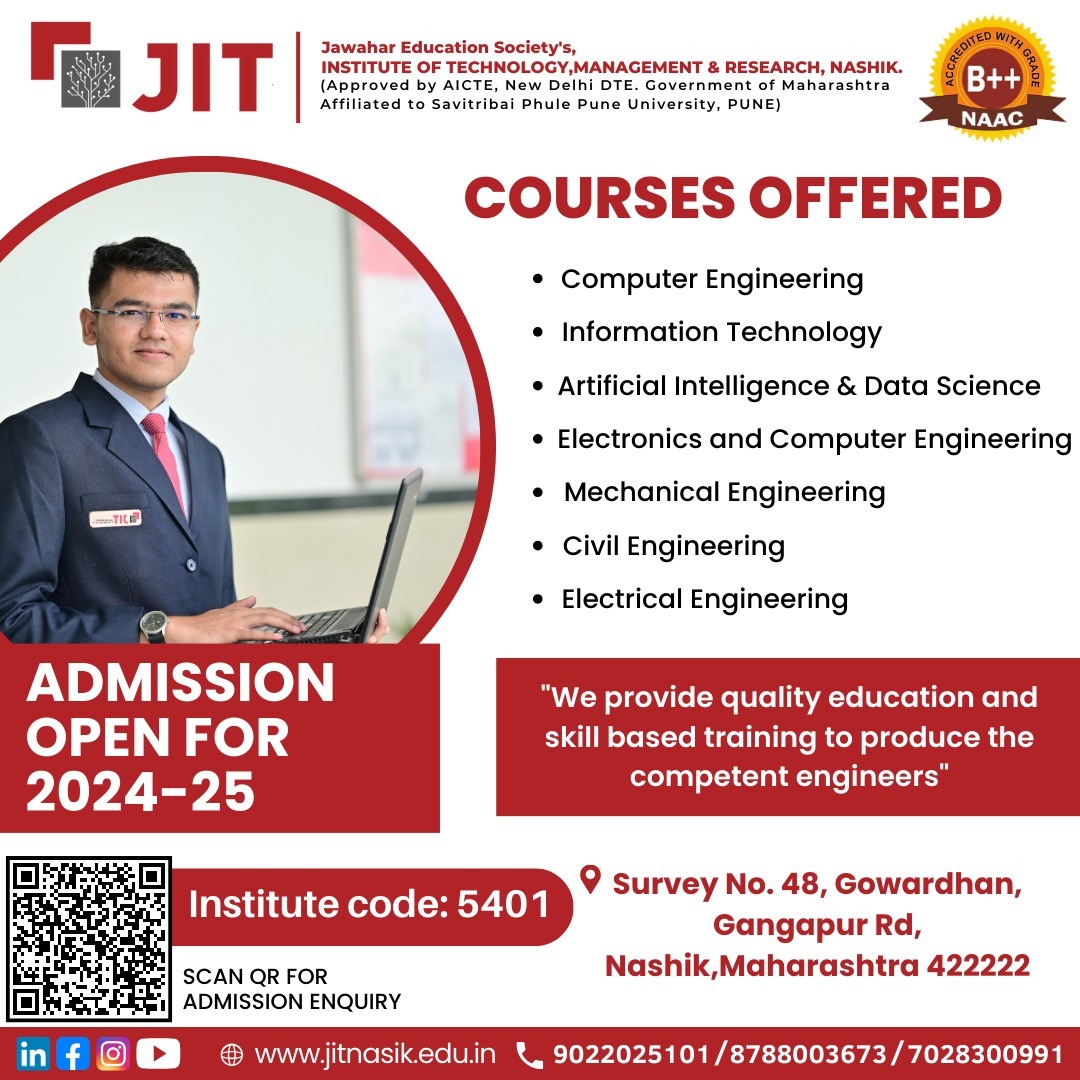 JIT
Jawahar Education Society's,
INSTITUTE OF TECHNOLOGY,MANAGEMENT & RESEARCH, NASHIK.
(Approved by AICTE, New Delhi DTE. Government of Maharashtra
Affiliated to Savitribai Phule Pune University, PUNE)
ACCREDITED WITH GRADE
B++
NAAC
COURSES OFFERED
• Computer Engineering
• Information Technology
• Artificial Intelligence & Data Science
• Electronics and Computer Engineering
• Mechanical Engineering
• Civil Engineering
• Electrical Engineering
ADMISSION
OPEN FOR
2024-25
"We provide quality education and
skill based training to produce the
competent engineers"
Institute code: 5401
SCAN QR FOR
ADMISSION ENQUIRY
Survey No. 48, Gowardhan,
Gangapur Rd,
Nashik,Maharashtra 422222
in f www.jitnasik.edu.in 9022025101/8788003673/7028300991